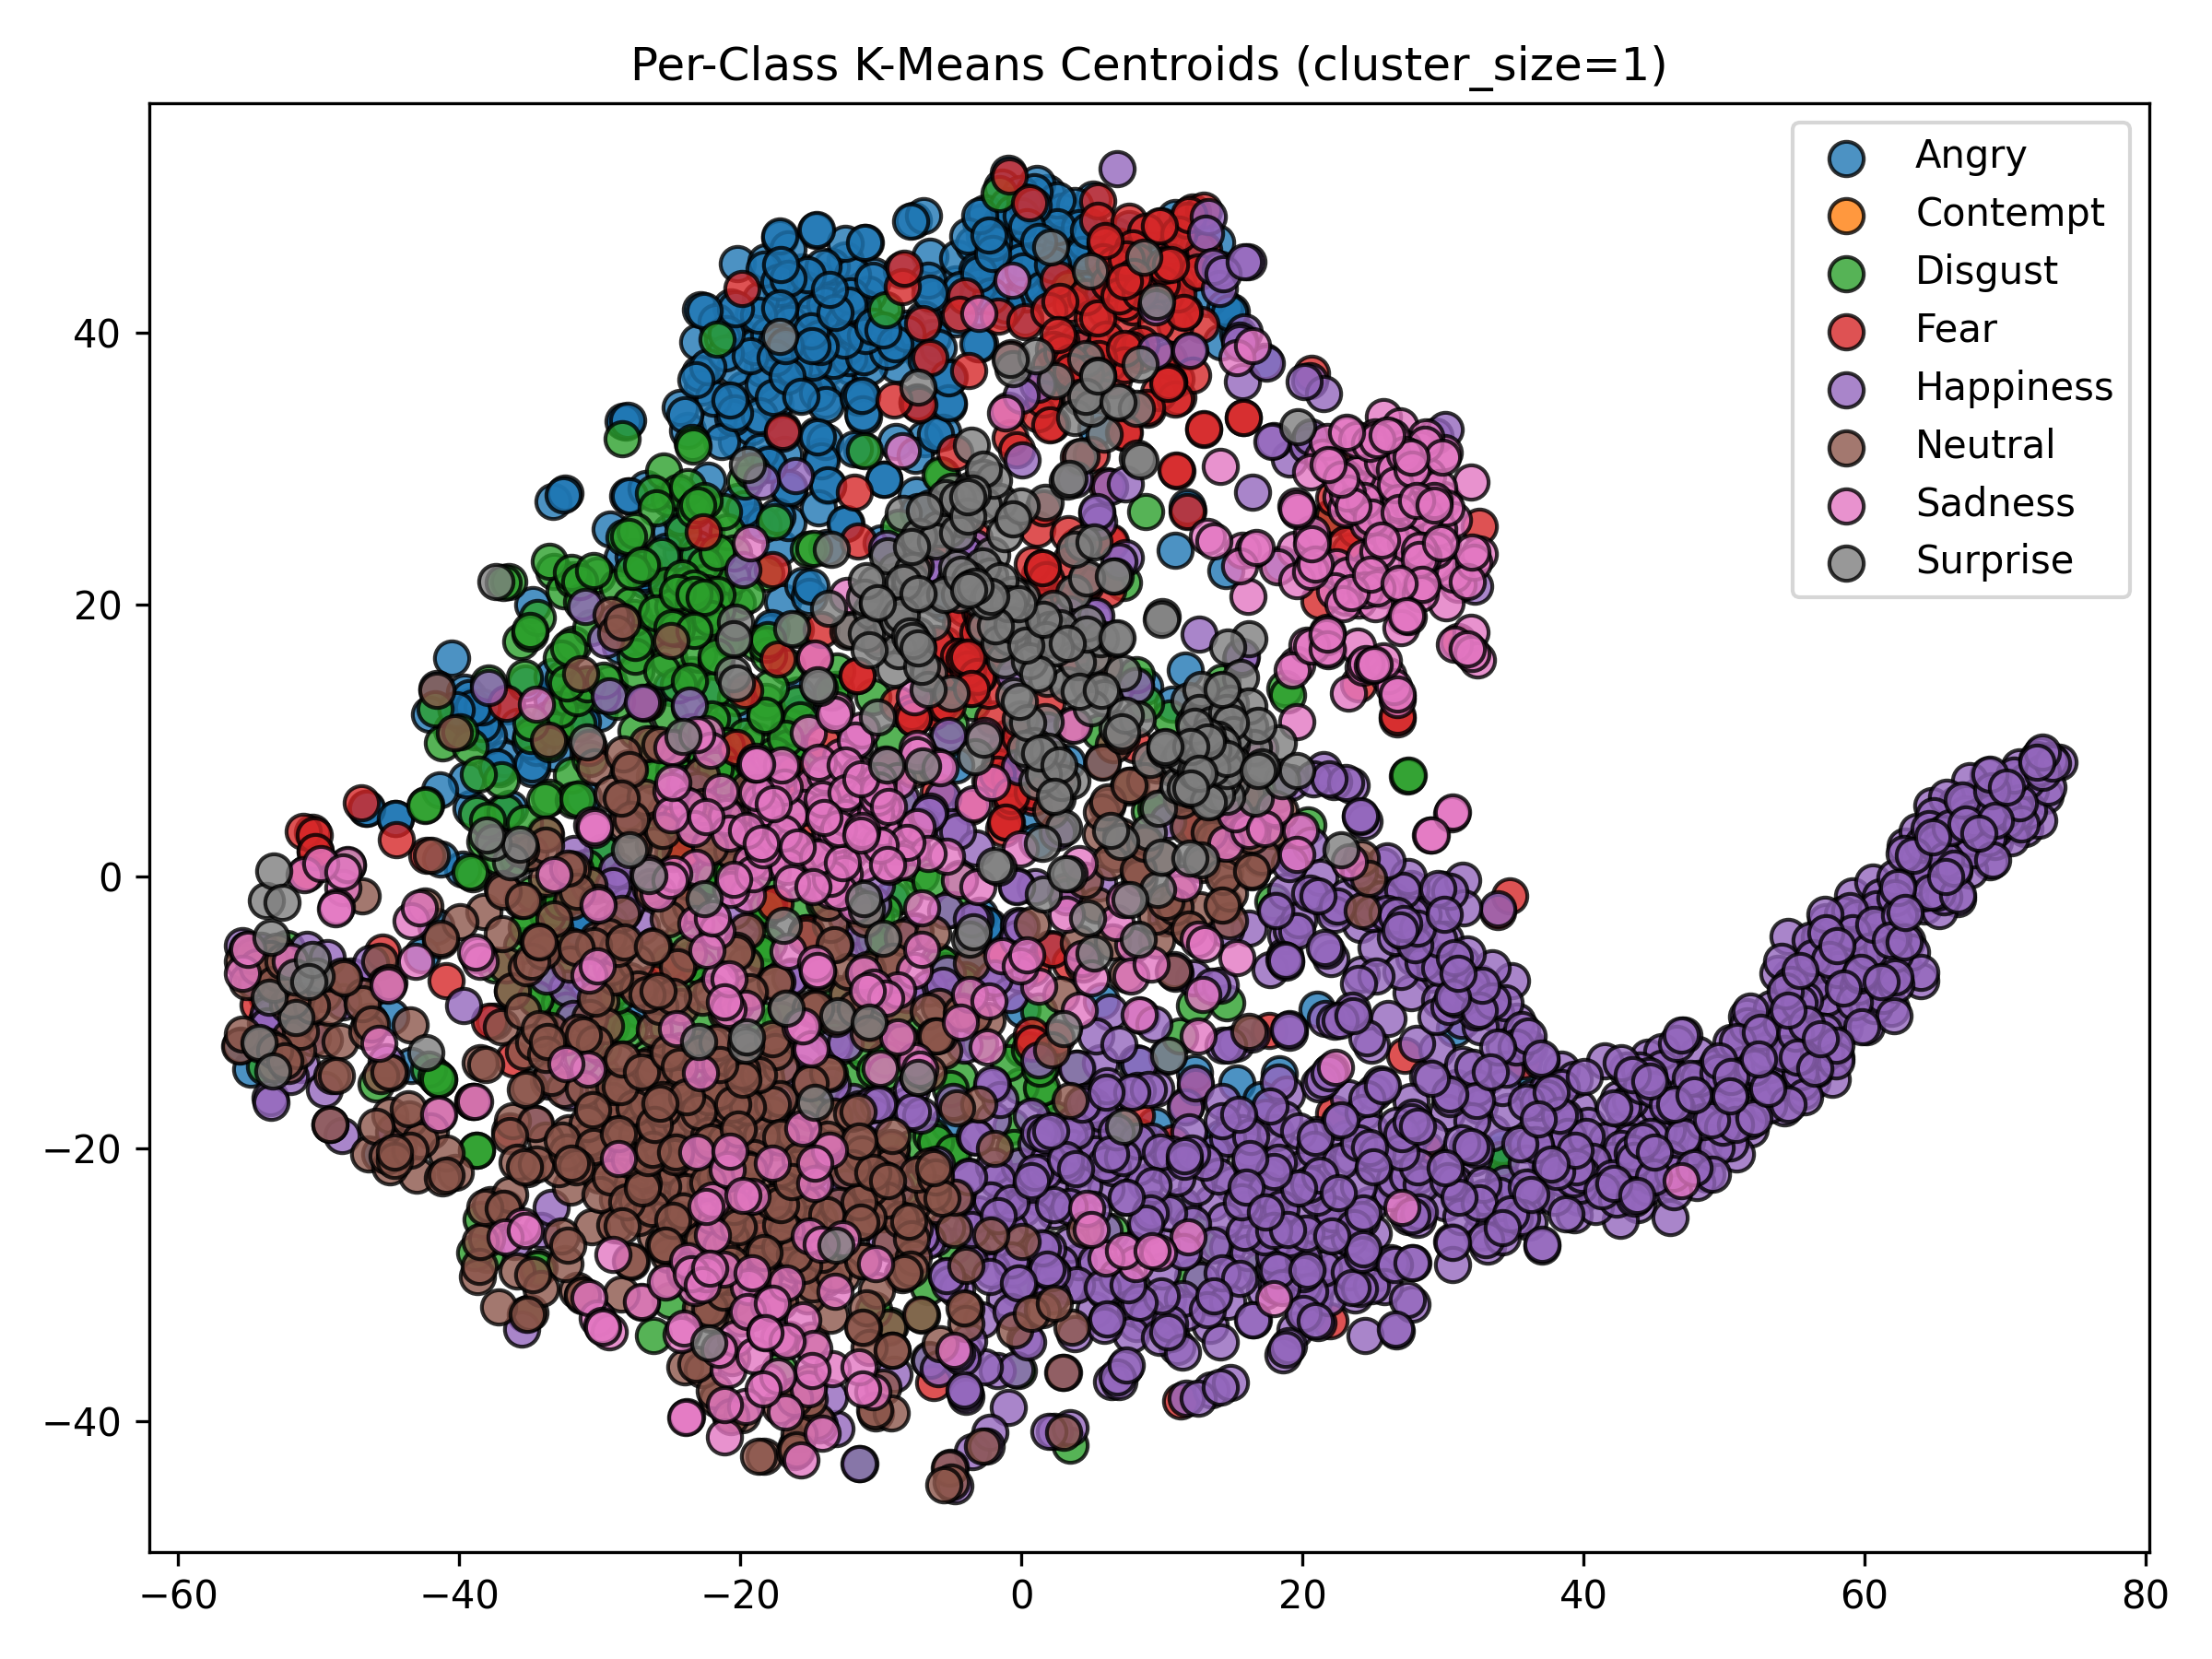 Per-Class K-Means Centroids (cluster_size=1)
Angry
Contempt
Disgust
Fear
Happiness
Neutral
Sadness
Surprise
40
20
0
−20
−40
−60 −40 −20 0 20 40 60 80